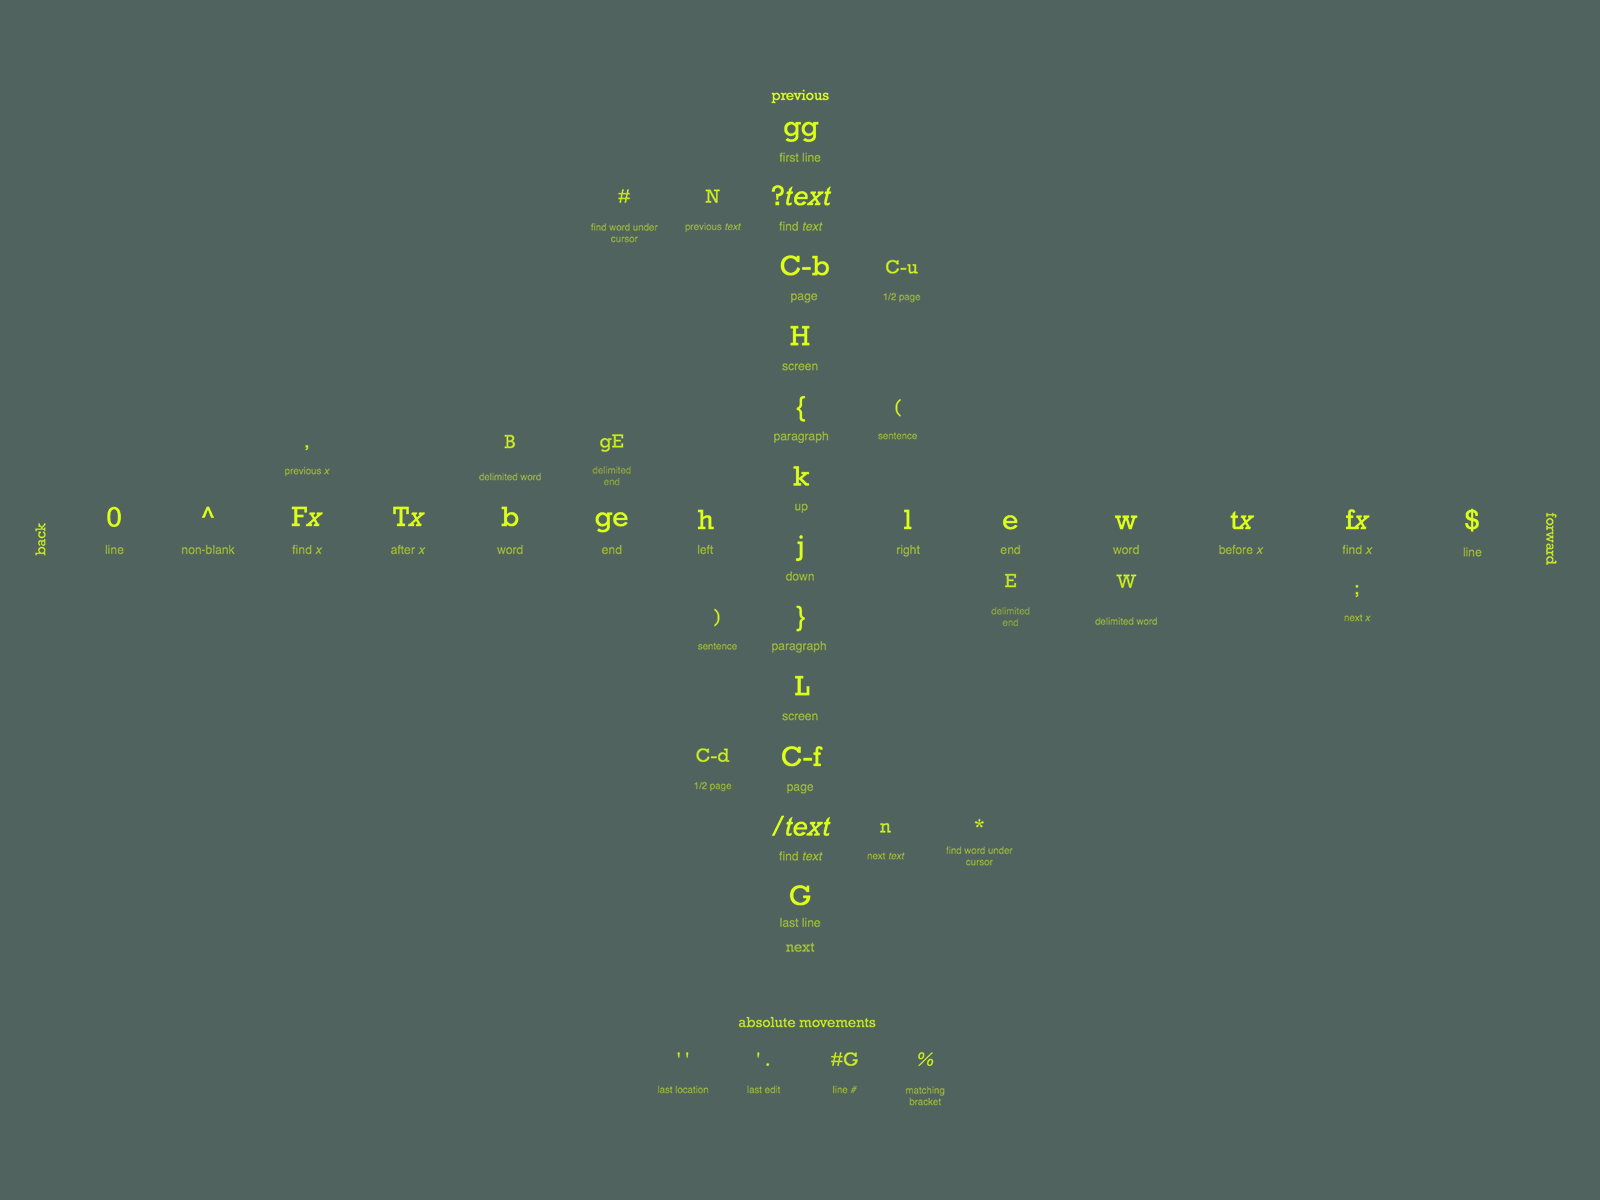 previous
gg
first line
# N ?text
find word under previous text find text
cursor
C-b C-u
page 1/2 page
H
screen
{ (
paragraph sentence
, B gE
previous x delimited word delimited
end
k
up
back 0 ^ Fx Tx b ge h l e w tx fx $ forward
line non-blank find x after x word end left right end word before x find x line
j
down
E W ;
delimited delimited word next x
end
) }
sentence paragraph
L
screen
C-d C-f
1/2 page page
/text n *
find text next text find word under
cursor
G
last line
next
absolute movements
'' '. #G %
last location last edit line # matching
bracket